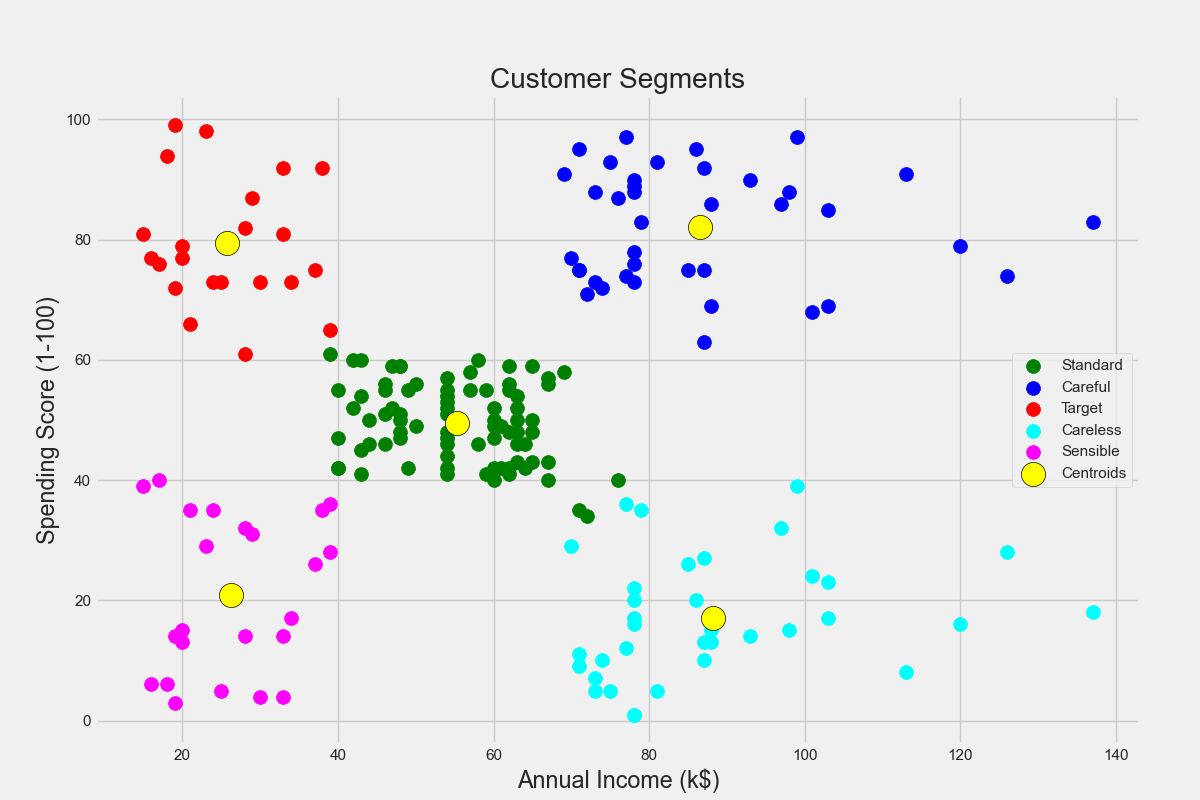 Customer Segments
100
80
60
40
20
0
Spending Score (1-100)
Standard
Careful
Target
Careless
Sensible
Centroids
20 40 60 80 100 120 140
Annual Income (k$)